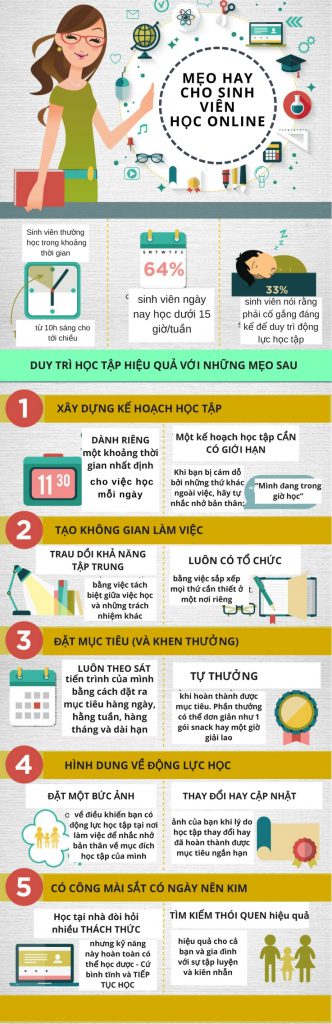 MẸO HAY
CHO SINH
VIÊN
HỌC ONLINE
Sinh viên thường
học trong khoảng
thời gian
từ 10h sáng cho
tới chiều
S M T W T F S
64%
sinh viên ngày
nay học dưới 15
giờ/tuần
Z Z Z
33%
sinh viên nói rằng
phải cố gắng đáng
kể để duy trì động
lực học tập
DUY TRÌ HỌC TẬP HIỆU QUẢ VỚI NHỮNG MẸO SAU
1 XÂY DỰNG KẾ HOẠCH HỌC TẬP
DÀNH RIÊNG
một khoảng thời
gian nhất định
cho việc học
mỗi ngày
11 30
Một kế hoạch học tập CẦN
CÓ GIỚI HẠN
Khi bạn bị cám dỗ
bởi những thứ khác
ngoài việc, hãy tự
nhắc nhở bản thân:
“Mình đang trong
giờ học”
2 TẠO KHÔNG GIAN LÀM VIỆC
TRAU DỒI KHẢ NĂNG
TẬP TRUNG
bằng việc tách
biệt giữa việc học
và những trách
nhiệm khác
LUÔN CÓ TỔ CHỨC
bằng việc sắp xếp
mọi thứ cần thiết ở
một nơi riêng
3 ĐẶT MỤC TIÊU (VÀ KHEN THƯỞNG)
LUÔN THEO SÁT
tiến trình của mình
bằng cách đặt ra
mục tiêu hàng ngày,
hằng tuần, hàng
tháng và dài hạn
TỰ THƯỞNG
khi hoàn thành được
mục tiêu. Phần thưởng
có thể đơn giản như 1
gói snack hay một giờ
giải lao
4 HÌNH DUNG VỀ ĐỘNG LỰC HỌC
ĐẶT MỘT BỨC ẢNH
về điều khiến bạn có
động lực học tập tại nơi
làm việc để nhắc nhở
bản thân về mục đích
học tập của mình
THAY ĐỔI HAY CẬP NHẬT
ảnh của bạn khi lý do
học tập thay đổi hay
đã hoàn thành được
mục tiêu ngắn hạn
5 CÓ CÔNG MÀI SẮT CÓ NGÀY NÊN KIM
Học tại nhà đòi hỏi
nhiều THÁCH THỨC
nhưng kỹ năng
này hoàn toàn có
thể học được - Cứ
bình tĩnh và TIẾP
TỤC HỌC
TÌM KIẾM THÓI QUEN hiệu quả
hiệu quả cho cả
bạn và gia đình
với sự tập luyện
và kiên nhẫn